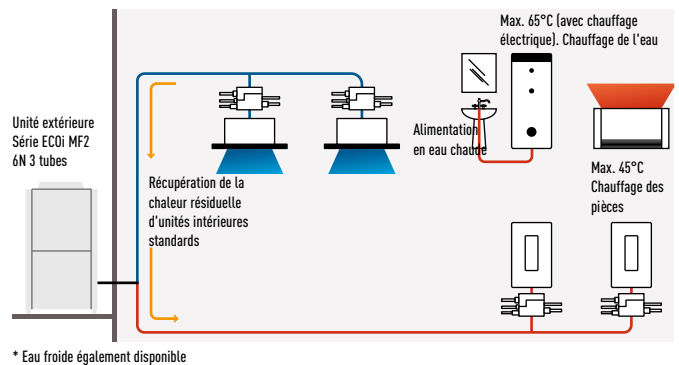 Max. 65°C (avec chauffage
électrique). Chauffage de l'eau
Unité extérieure
Série ECOi MF2
6N 3 tubes
Alimentation
en eau chaude
Récupération de la
chaleur résiduelle
d'unités intérieures
standards
Max. 45°C
Chauffage des
pièces
* Eau froide également disponible